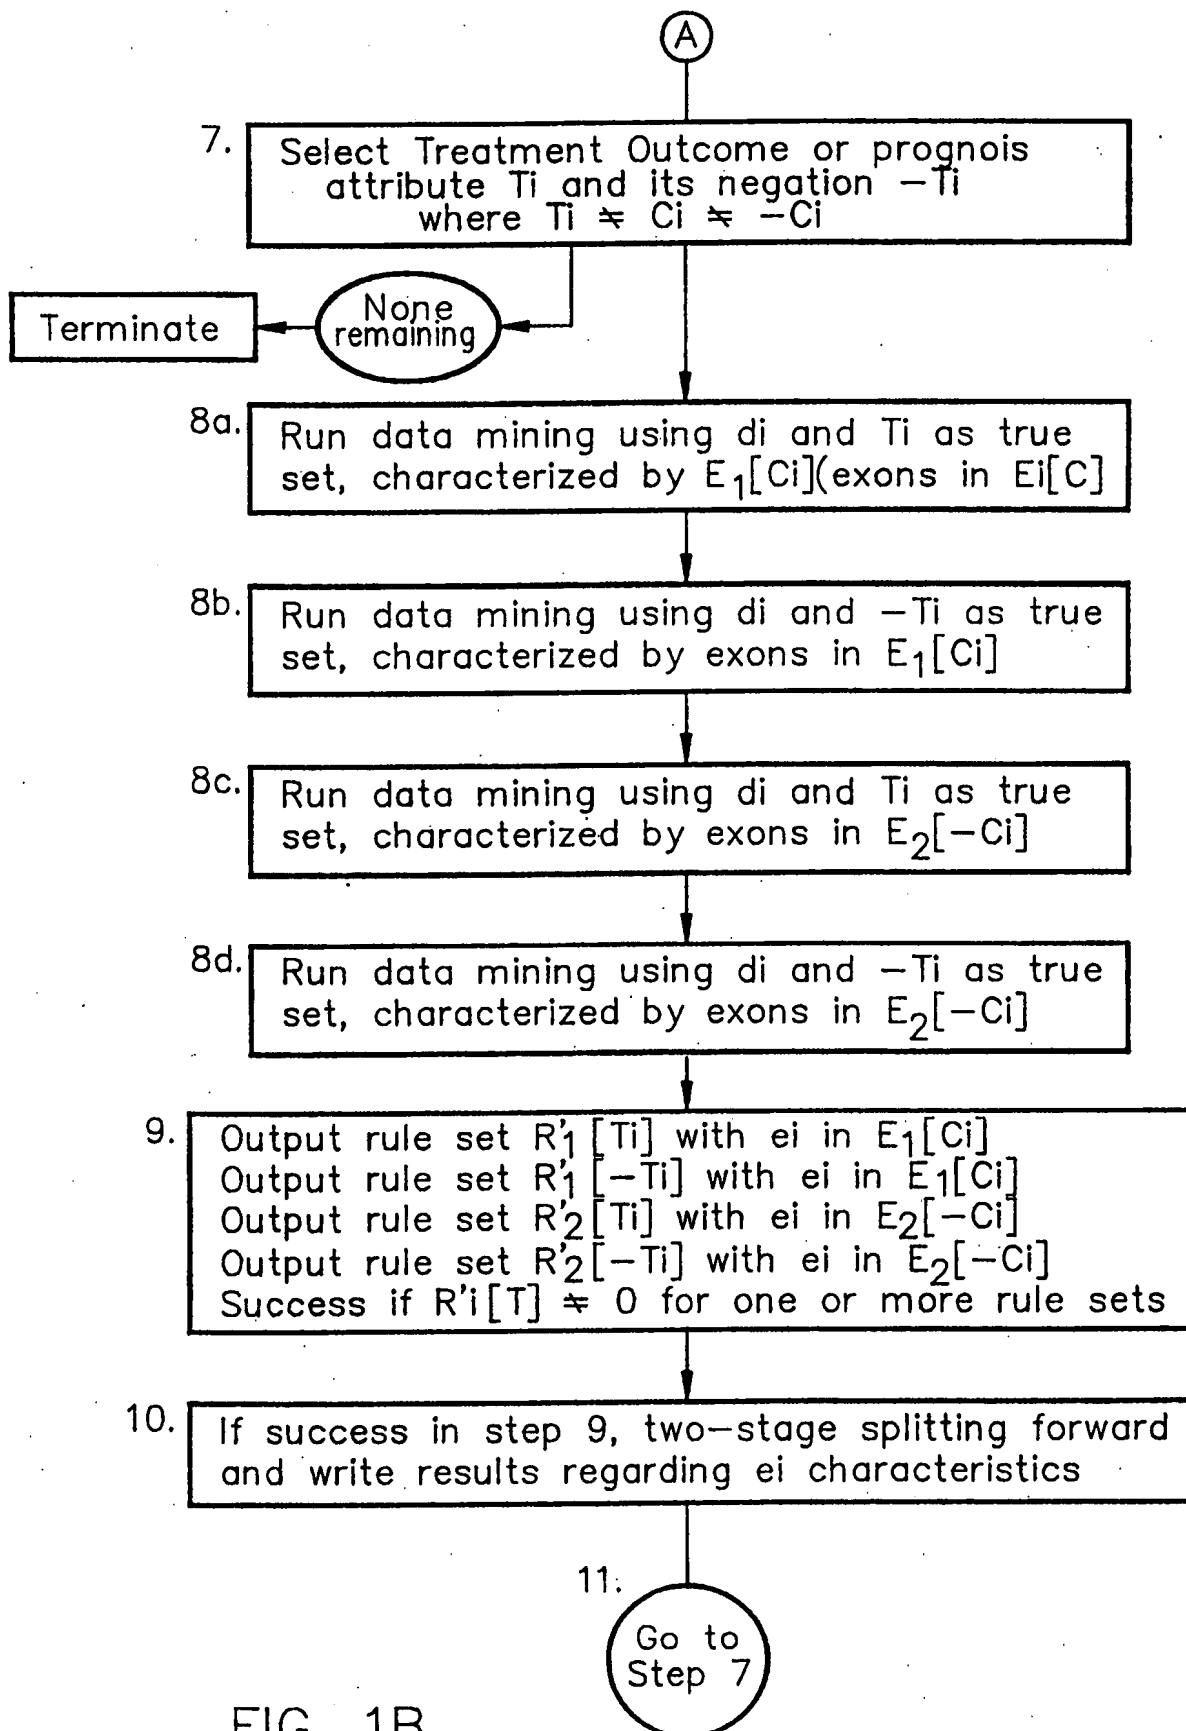 A
7.
Select Treatment Outcome or prognois
attribute Ti and its negation −Ti
where Ti ≠ Ci ≠ −Ci
None
remaining
Terminate
8a.
Run data mining using di and Ti as true
set, characterized by E₁[Ci](exons in Ei[C]
8b.
Run data mining using di and −Ti as true
set, characterized by exons in E₁[Ci]
8c.
Run data mining using di and Ti as true
set, characterized by exons in E₂[−Ci]
8d.
Run data mining using di and −Ti as true
set, characterized by exons in E₂[−Ci]
9.
Output rule set R'₁[Ti] with ei in E₁[Ci]
Output rule set R'₁[−Ti] with ei in E₁[Ci]
Output rule set R'₂[Ti] with ei in E₂[−Ci]
Output rule set R'₂[−Ti] with ei in E₂[−Ci]
Success if R'i[T] ≠ 0 for one or more rule sets
10.
If success in step 9, two−stage splitting forward
and write results regarding ei characteristics
11.
Go to
Step 7
FIG. 1B